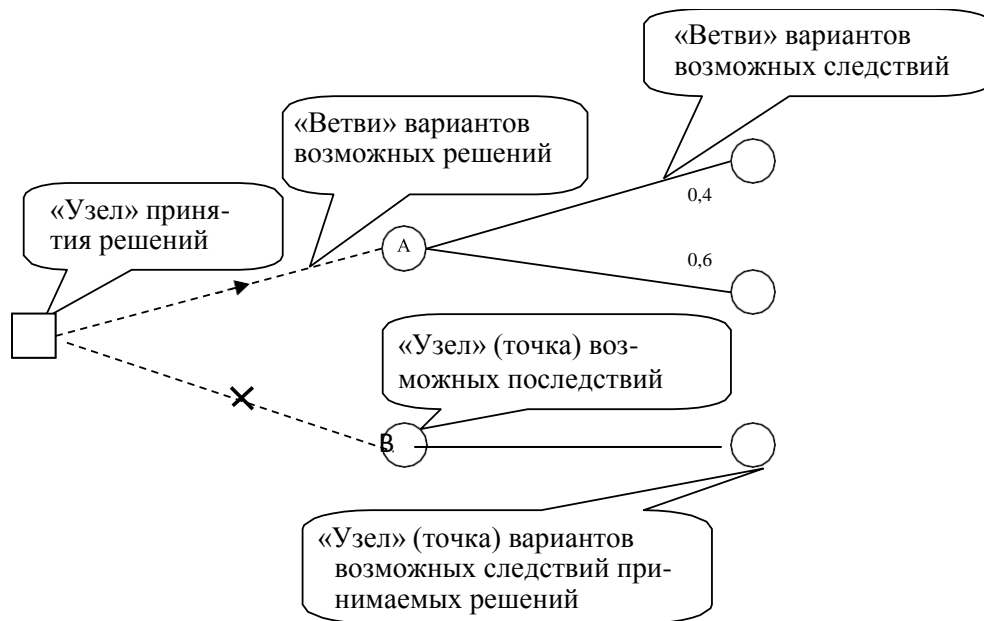 «Ветви» вариантов
возможных следствий
«Ветви» вариантов
возможных решений
«Узел» приня-
тия решений
0,4
A
0,6
«Узел» (точка) воз-
можных последствий
B
«Узел» (точка) вариантов
возможных следствий при-
нимаемых решений